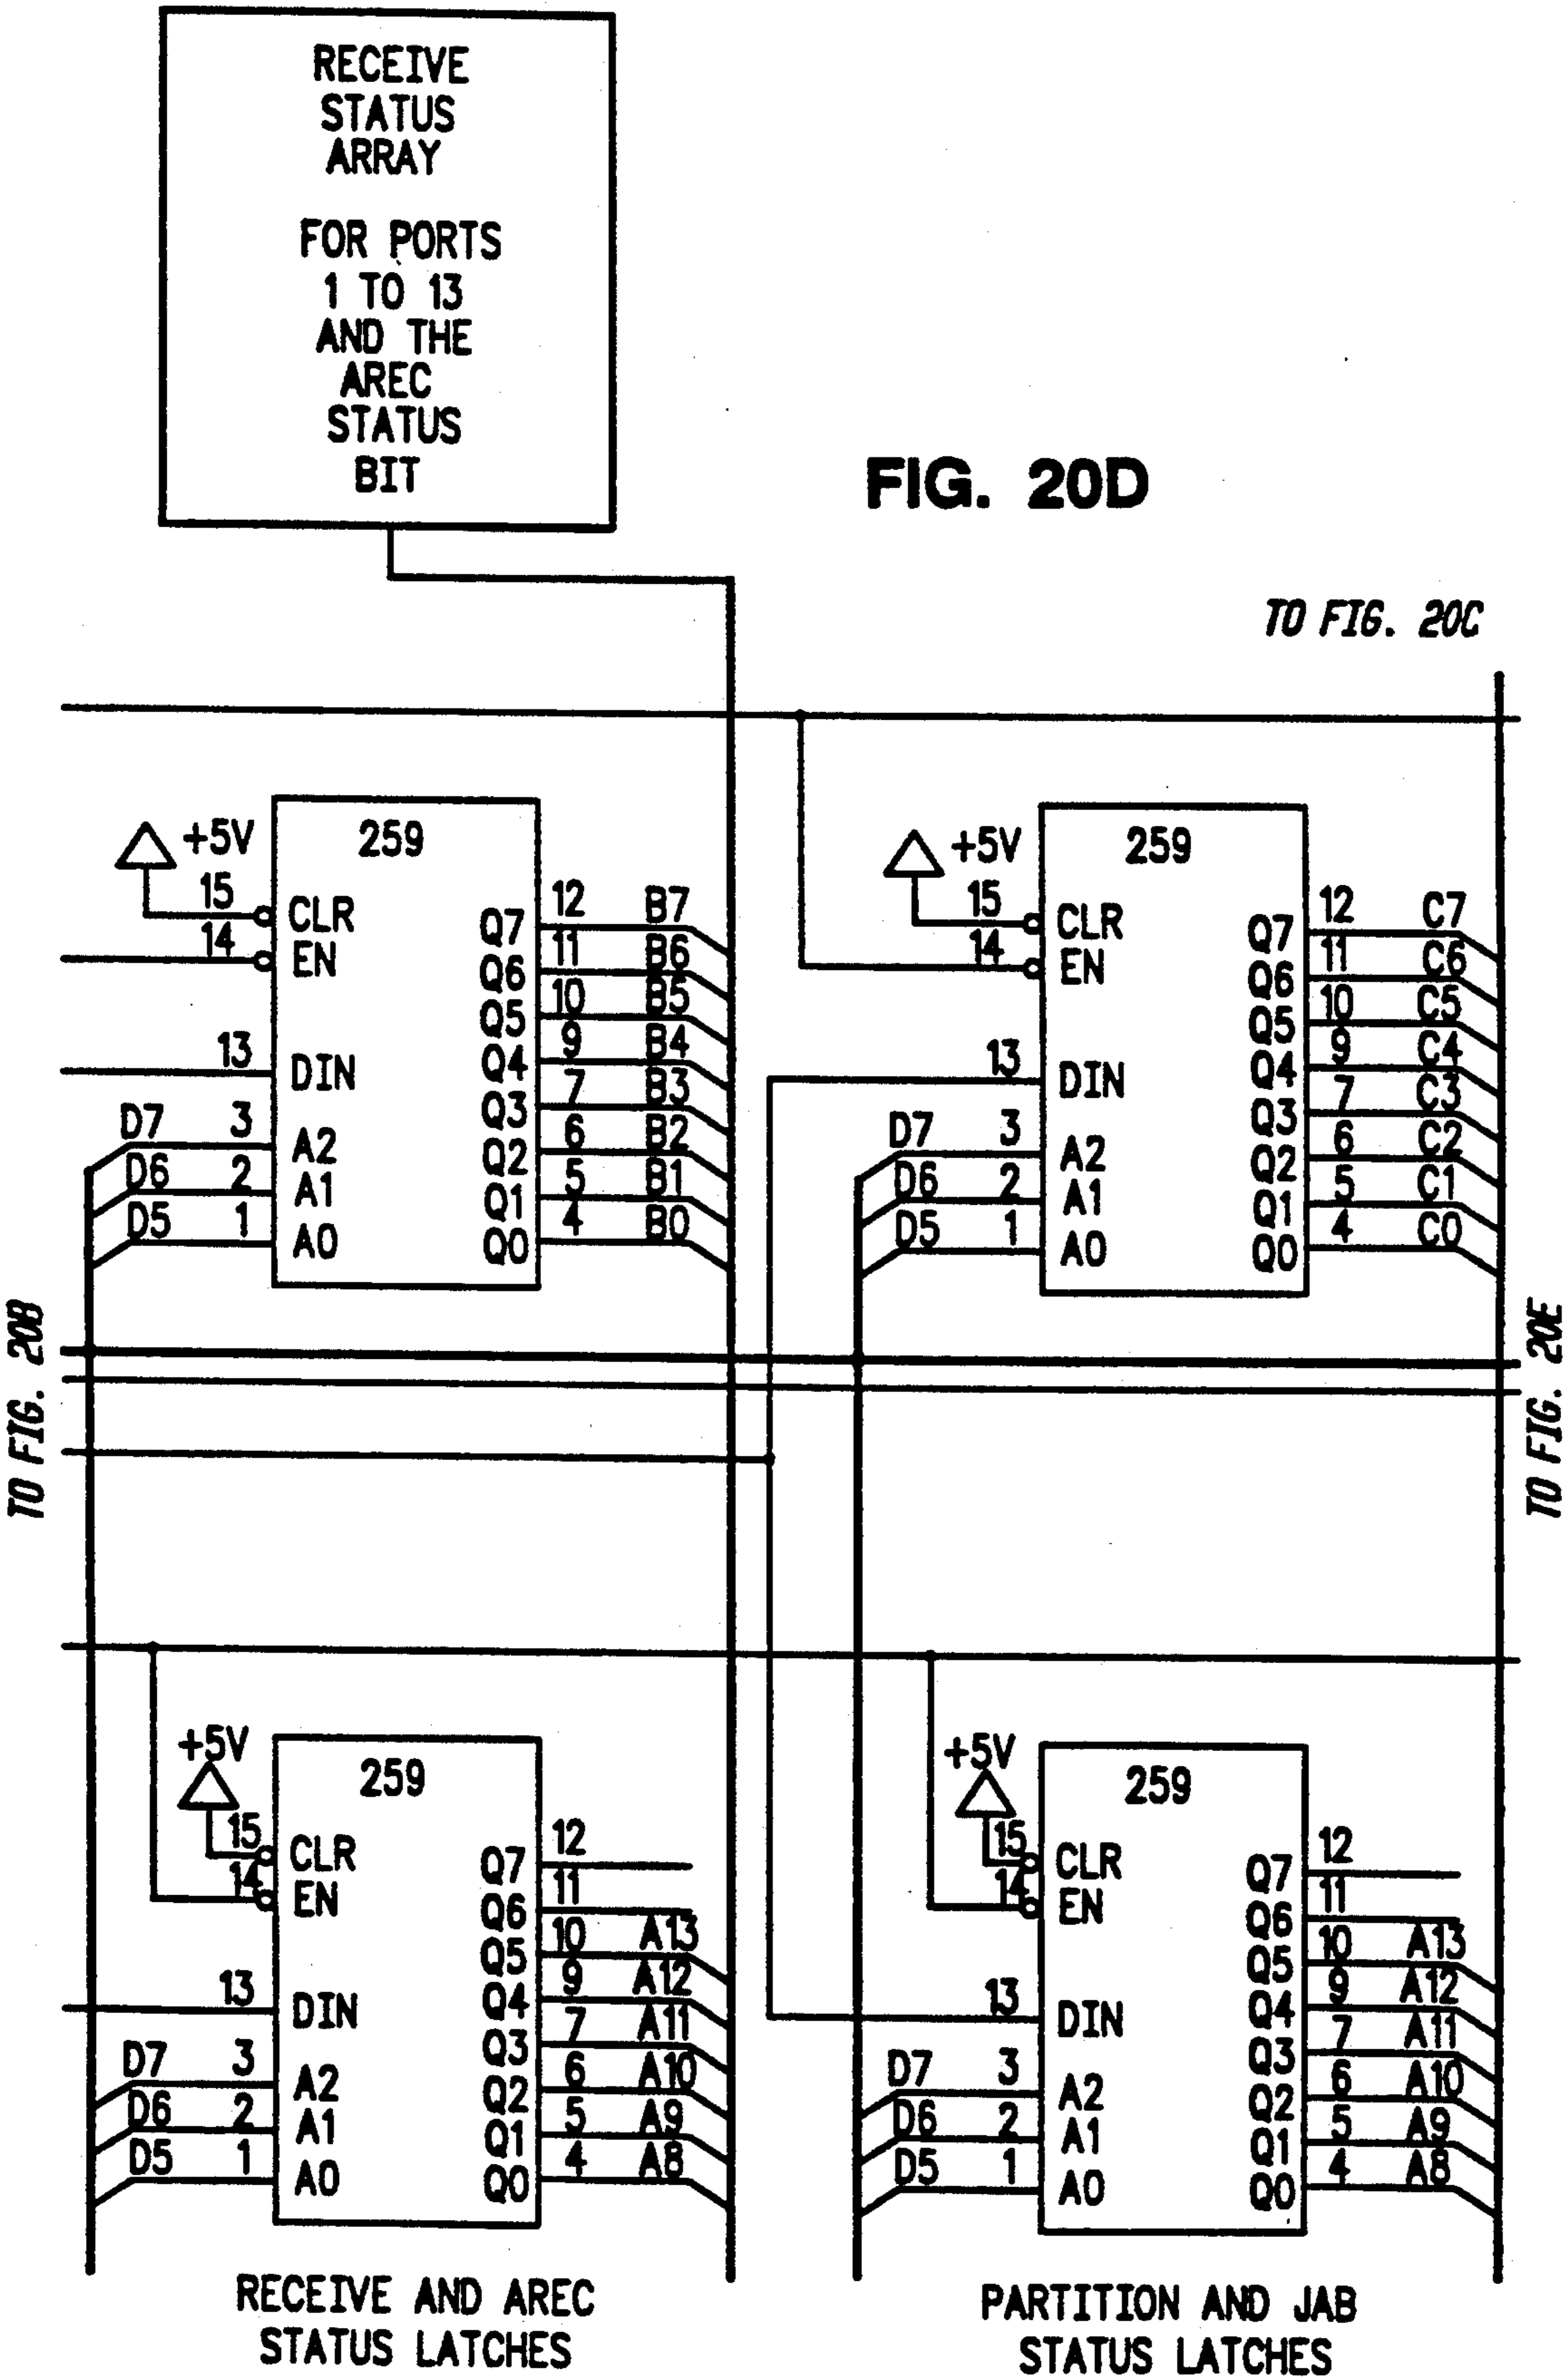 RECEIVE
STATUS
ARRAY
FOR PORTS
1 TO 13
AND THE
AREC
STATUS
BIT
FIG. 20D
TO FIG. 20C
259
+5V
15
CLR
14
EN
13
DIN
D7 3 A2
D6 2 A1
D5 1 A0
Q7 12 B7
Q6 11 B6
Q5 10 B5
Q4 9 B4
Q3 7 B3
Q2 6 B2
Q1 5 B1
Q0 4 B0
259
+5V
15
CLR
14
EN
13
DIN
D7 3 A2
D6 2 A1
D5 1 A0
Q7 12 C7
Q6 11 C6
Q5 10 C5
Q4 9 C4
Q3 7 C3
Q2 6 C2
Q1 5 C1
Q0 4 C0
TO FIG. 20B
TO FIG. 20E
259
+5V
15
CLR
14
EN
13
DIN
D7 3 A2
D6 2 A1
D5 1 A0
Q7 12
Q6 11
Q5 10 A13
Q4 9 A12
Q3 7 A11
Q2 6 A10
Q1 5 A9
Q0 4 A8
RECEIVE AND AREC
STATUS LATCHES
259
+5V
15
CLR
14
EN
13
DIN
D7 3 A2
D6 2 A1
D5 1 A0
Q7 12
Q6 11
Q5 10 A13
Q4 9 A12
Q3 7 A11
Q2 6 A10
Q1 5 A9
Q0 4 A8
PARTITION AND JAB
STATUS LATCHES